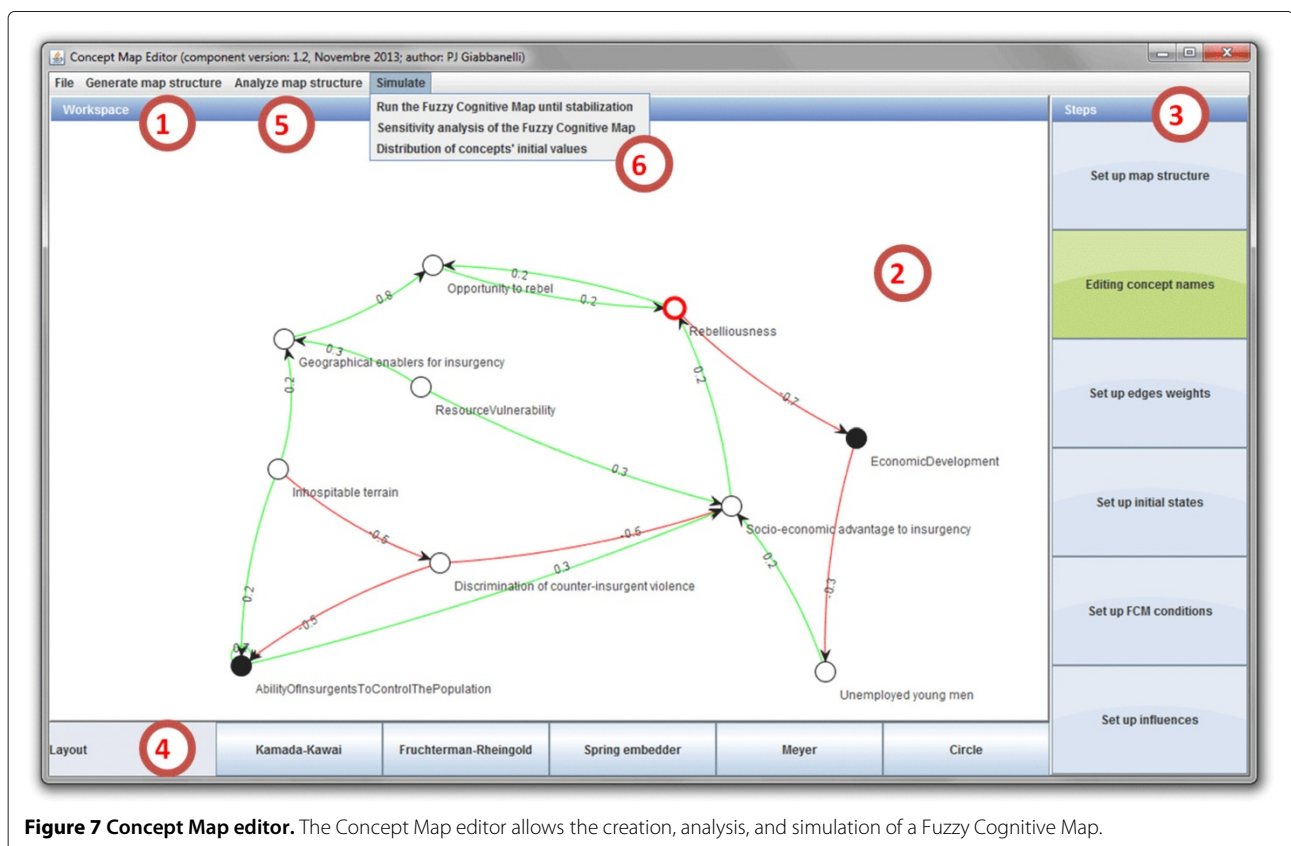 Concept Map Editor (component version: 1.2, Novembre 2013; author: PJ Giabbanelli)
File Generate map structure Analyze map structure Simulate
Workspace
1
5
Run the Fuzzy Cognitive Map until stabilization
Sensitivity analysis of the Fuzzy Cognitive Map
Distribution of concepts' initial values
6
Steps
3
Set up map structure
Editing concept names
Set up edges weights
Set up initial states
Set up FCM conditions
Set up influences
2
0.2
Opportunity to rebel
0.8
0.2
Rebelliousness
0.3
Geographical enablers for insurgency
0.2
0.2
-0.7
ResourceVulnerability
EconomicDevelopment
0.3
Inhospitable terrain
Socio-economic advantage to insurgency
-0.6
0.3
0.2
Discrimination of counter-insurgent violence
0.2
-0.3
-0.5
0.7
AbilityOfInsurgentsToControlThePopulation
Unemployed young men
Layout
4
Kamada-Kawai
Fruchterman-Rheingold
Spring embedder
Meyer
Circle
Figure 7 Concept Map editor. The Concept Map editor allows the creation, analysis, and simulation of a Fuzzy Cognitive Map.